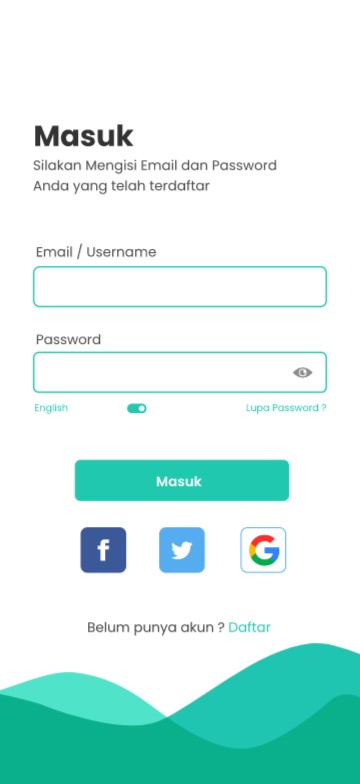 Masuk
Silakan Mengisi Email dan Password
Anda yang telah terdaftar
Email / Username
Password
English
Lupa Password ?
Masuk
Belum punya akun ? Daftar